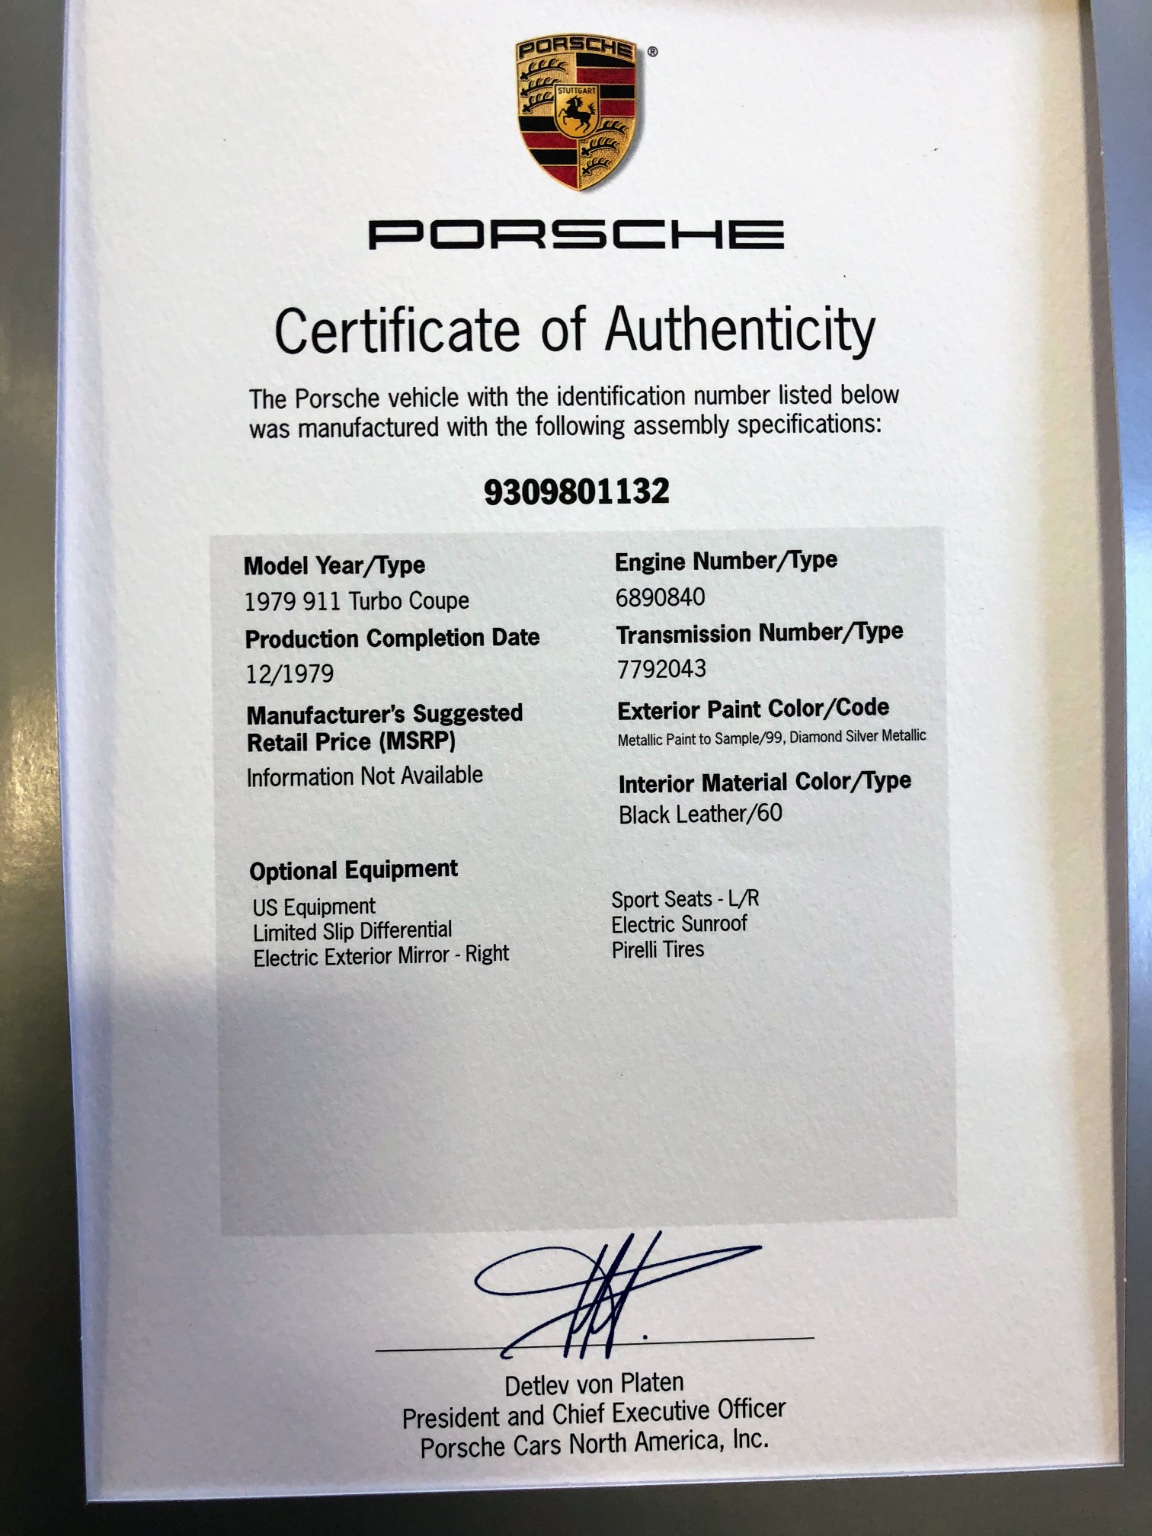 PORSCHE
®
STUTTGART
PORSCHE
Certificate of Authenticity
The Porsche vehicle with the identification number listed below
was manufactured with the following assembly specifications:
9309801132
Model Year/Type
1979 911 Turbo Coupe
Production Completion Date
12/1979
Manufacturer's Suggested
Retail Price (MSRP)
Information Not Available
Engine Number/Type
6890840
Transmission Number/Type
7792043
Exterior Paint Color/Code
Metallic Paint to Sample/99, Diamond Silver Metallic
Interior Material Color/Type
Black Leather/60
Optional Equipment
US Equipment
Limited Slip Differential
Electric Exterior Mirror - Right
Sport Seats - L/R
Electric Sunroof
Pirelli Tires
Detlev von Platen
President and Chief Executive Officer
Porsche Cars North America, Inc.